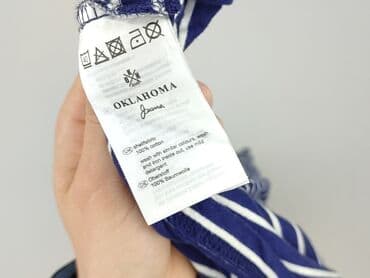 OKLAHOMA
Jeans
shellfabric
100% cotton
wash with similar colours, wash
and iron inside out, use mild
detergent.
Oberstoff
100% Baumwolle